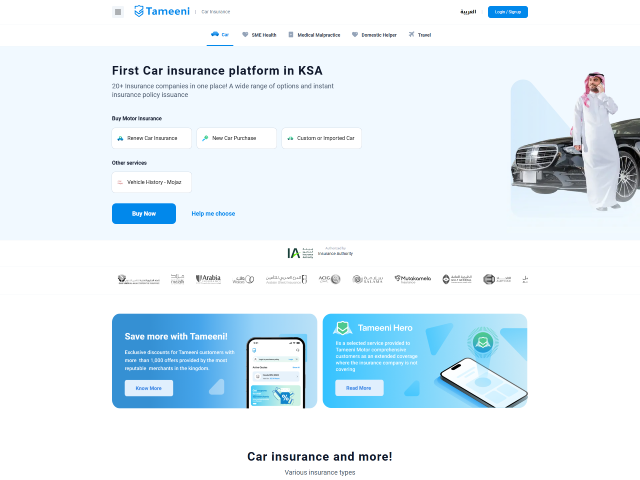 Tameeni
Car Insurance
العربية
Login / Signup
Car
SME Health
Medical Malpractice
Domestic Helper
Travel
First Car insurance platform in KSA
20+ Insurance companies in one place! A wide range of options and instant
insurance policy issuance
Buy Motor Insurance
Renew Car Insurance
New Car Purchase
Custom or Imported Car
Other services
Vehicle History - Mojaz
Buy Now
Help me choose
IA
Insurance Authority
Arabia
ACIG
SALAMA
Mutakamela
Save more with Tameeni!
Exclusive discounts for Tameeni customers with
more than 1,000 offers provided by the most
reputable merchants in the kingdom.
Know More
Tameeni Hero
It's a selected service provided to
Tameeni Motor comprehensive
customers as an extended coverage
where the insurance company is not
covering
Read More
Car insurance and more!
Various insurance types